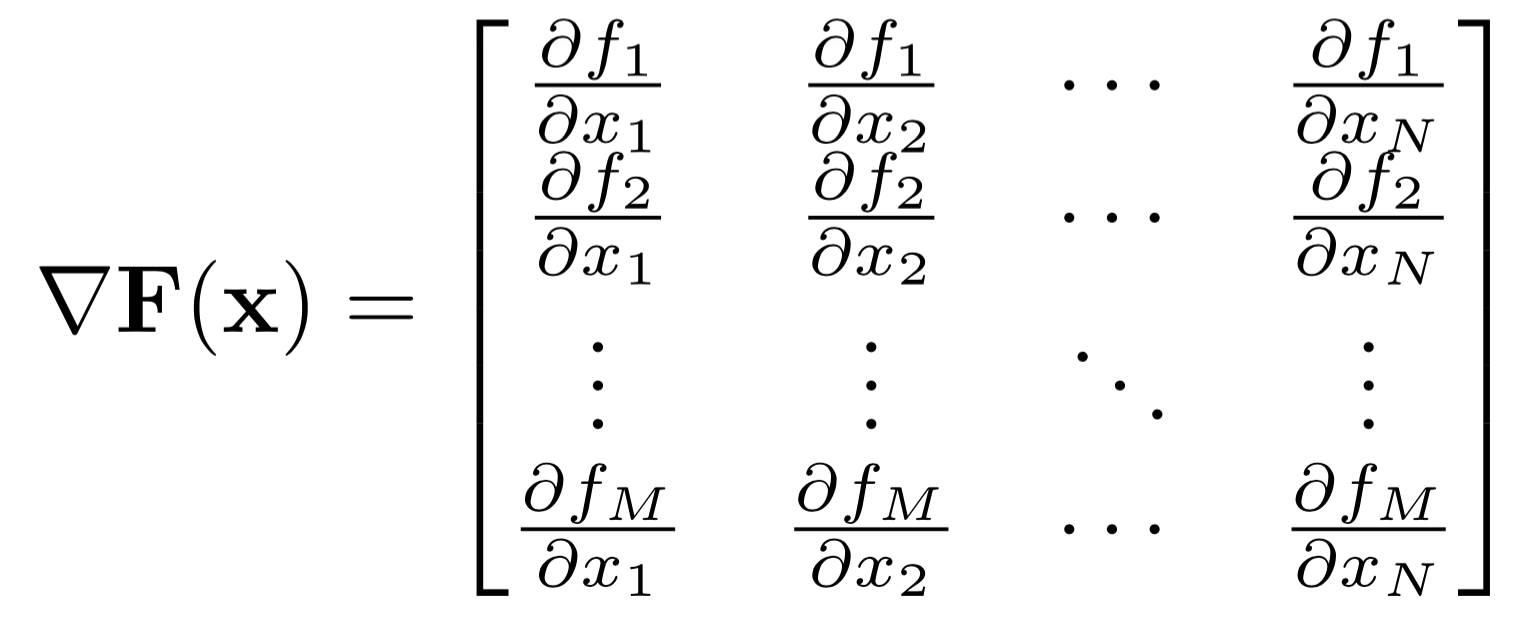 ∇F(x) = [ ∂f₁/∂x₁ ∂f₁/∂x₂ ⋯ ∂f₁/∂x_N
∂f₂/∂x₁ ∂f₂/∂x₂ ⋯ ∂f₂/∂x_N
⋮ ⋮ ⋱ ⋮
∂f_M/∂x₁ ∂f_M/∂x₂ ⋯ ∂f_M/∂x_N ]